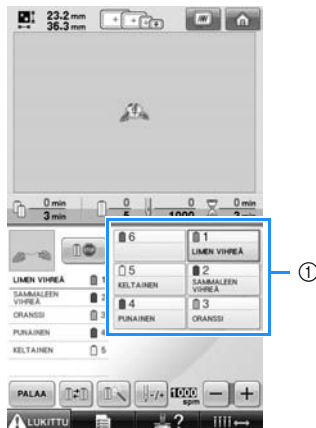 23.2 mm
36.3 mm
0 min
3 min
0
5
0
1000
0 min
3 min
6
1
LIMEN VIHREÄ
5
KELTAINEN
2
SAMMALEEN
VIHREÄ
4
PUNAINEN
3
ORANSSI
①
LIMEN VIHREÄ 1
SAMMALEEN
VIHREÄ 2
ORANSSI 3
PUNAINEN 4
KELTAINEN 5
PALAA
-/+
1000
spm
-
+
LUKITTU
?